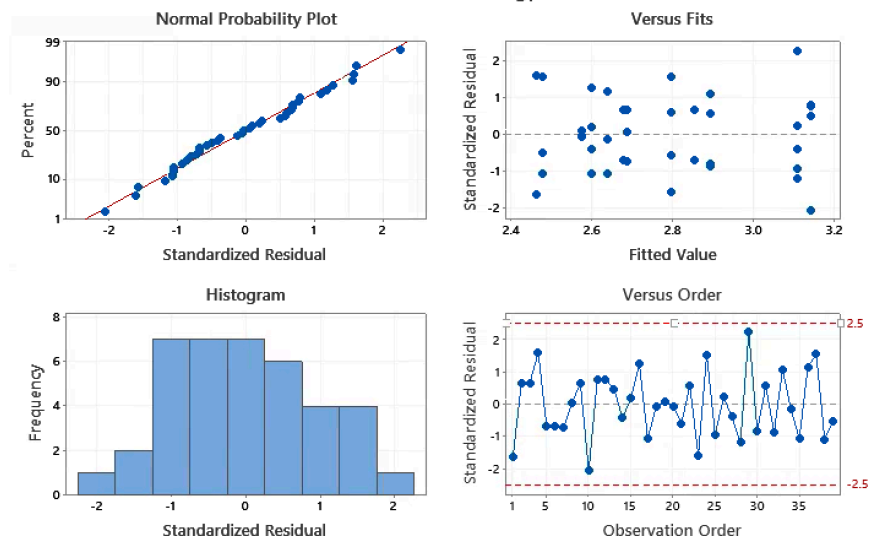 Normal Probability Plot
99
90
50
10
1
Percent
-2 -1 0 1 2
Standardized Residual
Versus Fits
2
1
0
-1
-2
Standardized Residual
2.4 2.6 2.8 3.0 3.2
Fitted Value
Histogram
8
6
4
2
0
Frequency
-2 -1 0 1 2
Standardized Residual
Versus Order
2
1
0
-1
-2
Standardized Residual
2.5
-2.5
1 5 10 15 20 25 30 35
Observation Order